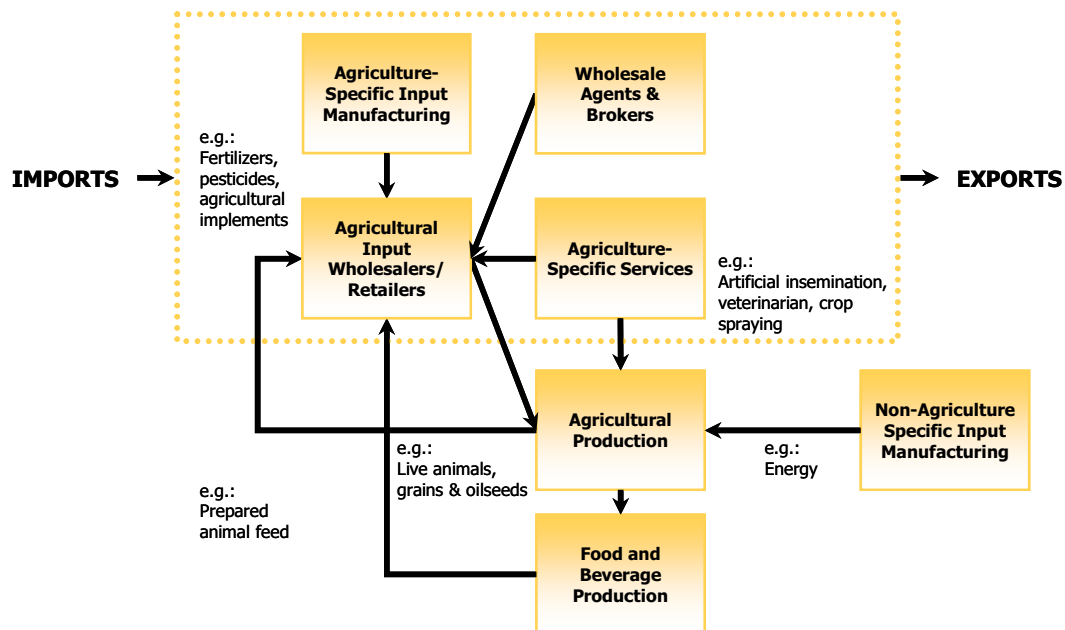 Agriculture-
Specific Input
Manufacturing
Wholesale
Agents &
Brokers
e.g.:
Fertilizers,
pesticides,
agricultural
implements
IMPORTS
EXPORTS
Agricultural
Input
Wholesalers/
Retailers
Agriculture-
Specific Services
e.g.:
Artificial insemination,
veterinarian, crop
spraying
Agricultural
Production
Non-Agriculture
Specific Input
Manufacturing
e.g.:
Live animals,
grains & oilseeds
e.g.:
Energy
e.g.:
Prepared
animal feed
Food and
Beverage
Production